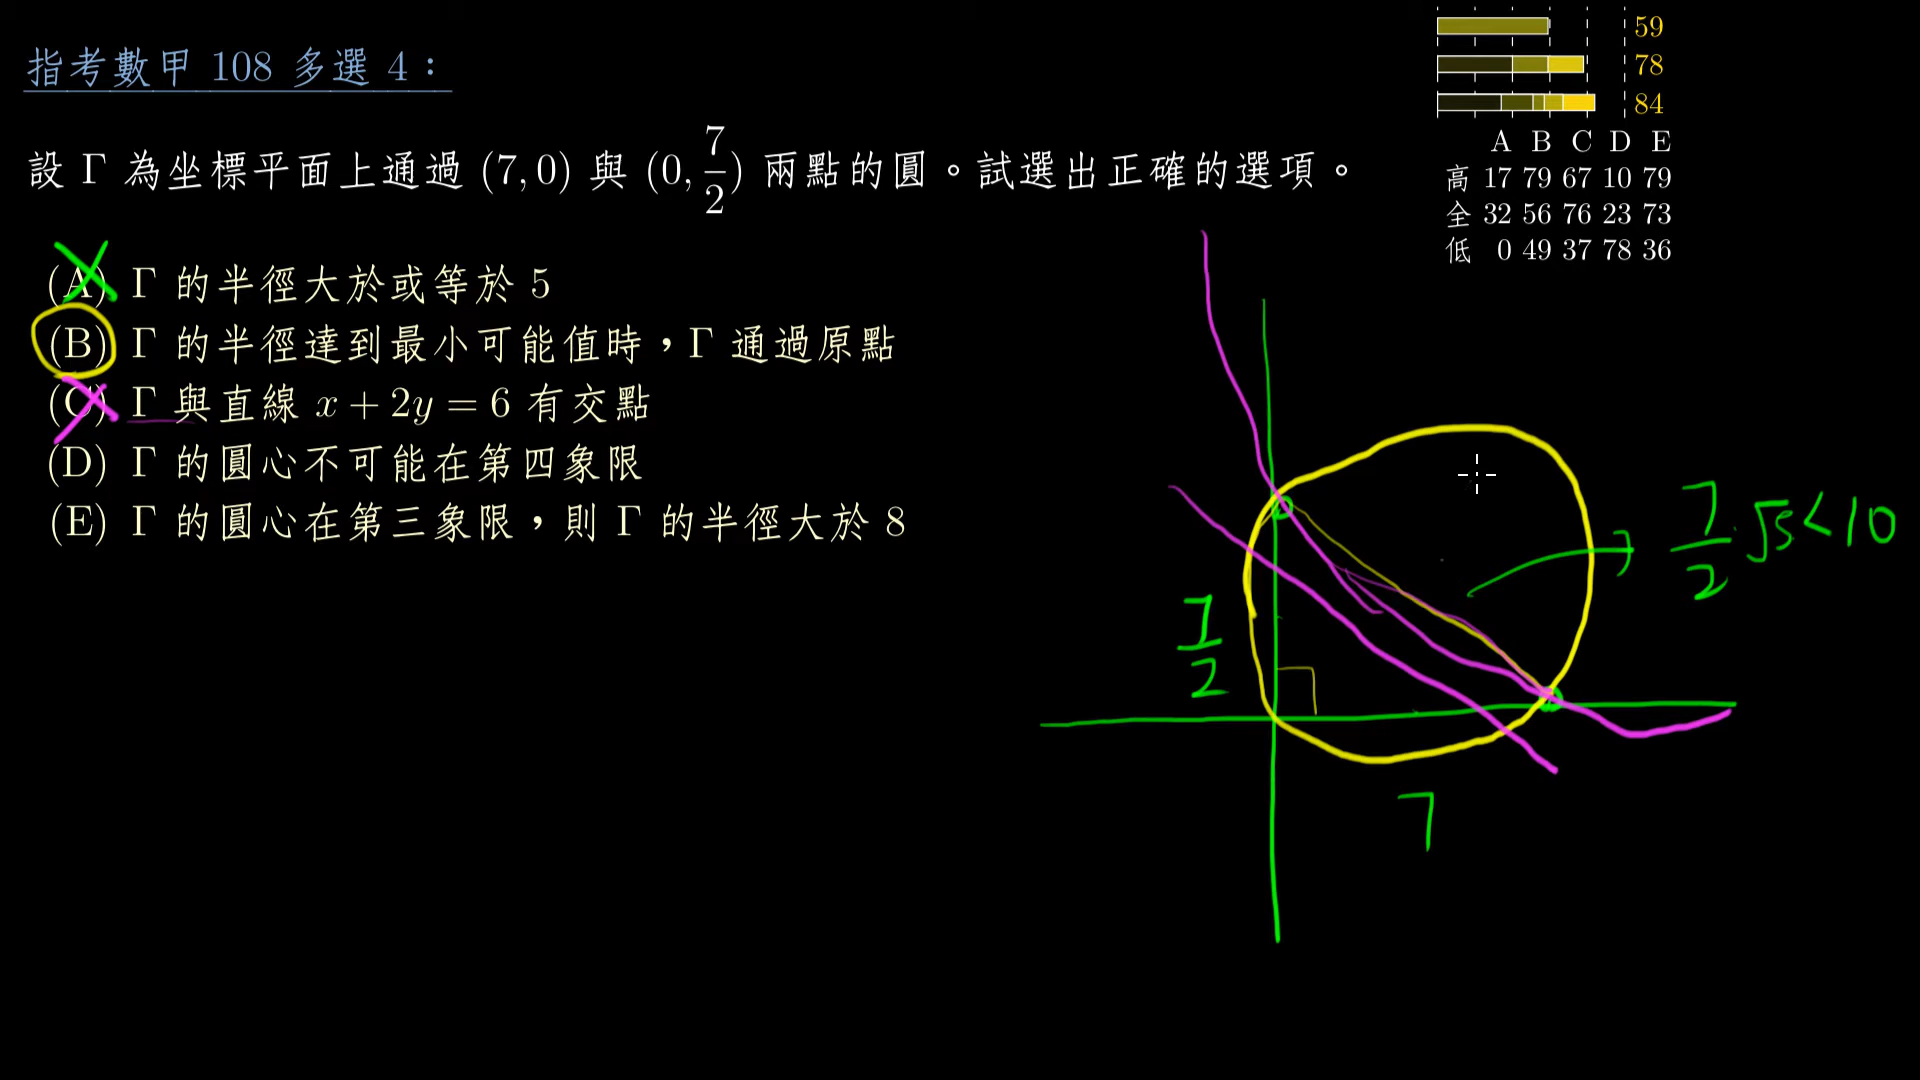 指考數甲 108 多選 4：
設 Γ 為坐標平面上通過 (7, 0) 與 (0, 7/2) 兩點的圓。試選出正確的選項。
(A) Γ 的半徑大於或等於 5
(B) Γ 的半徑達到最小可能值時，Γ 通過原點
(C) Γ 與直線 x + 2y = 6 有交點
(D) Γ 的圓心不可能在第四象限
(E) Γ 的圓心在第三象限，則 Γ 的半徑大於 8
59
78
84
A B C D E
高 17 79 67 10 79
全 32 56 76 23 73
低 0 49 37 78 36
7/2 · √5 < 10
7/2
7